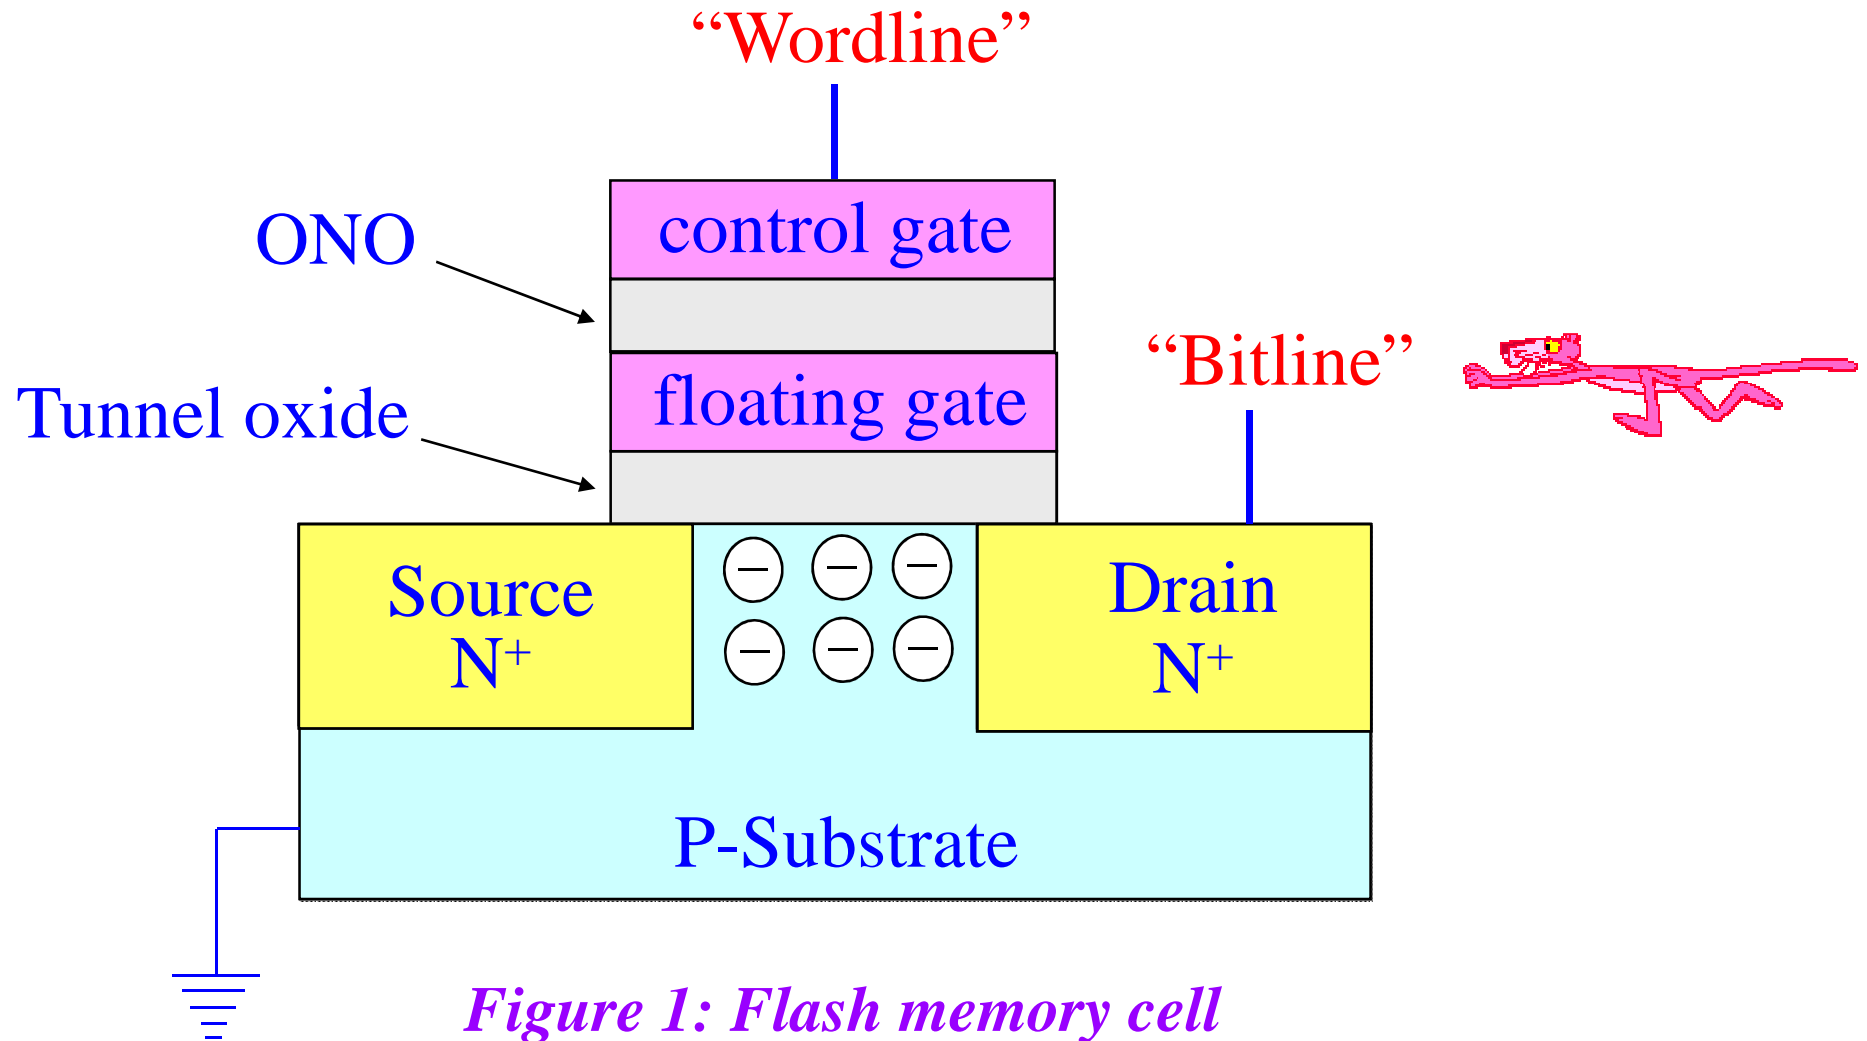 “Wordline”
control gate
ONO
“Bitline”
floating gate
Tunnel oxide
Source
N+
Drain
N+
P-Substrate
Figure 1: Flash memory cell